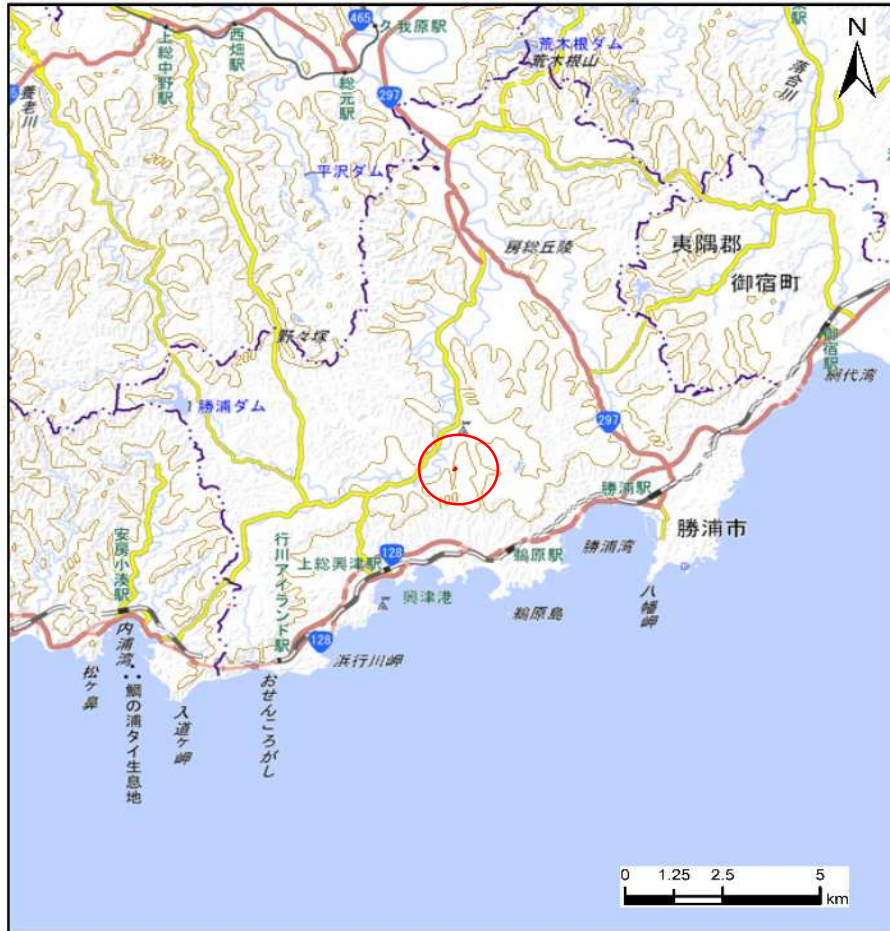 465
久我原駅
荒木根ダム
荒木根山
落合川
N
上総中野駅
西畑駅
総元駅
297
養老川
平沢ダム
200
房総丘陵
夷隅郡
御宿町
御宿駅
網代湾
野々塚
勝浦ダム
297
勝浦駅
勝浦市
安房小湊駅
行川アイランド駅
上総興津駅
128
鵜原駅
勝浦湾
興津港
鵜原島
八幡岬
内浦湾
128
浜行川岬
松ヶ鼻
鯛の浦タイ生息地
入道ヶ岬
おせんころがし
0 1.25 2.5 5
km